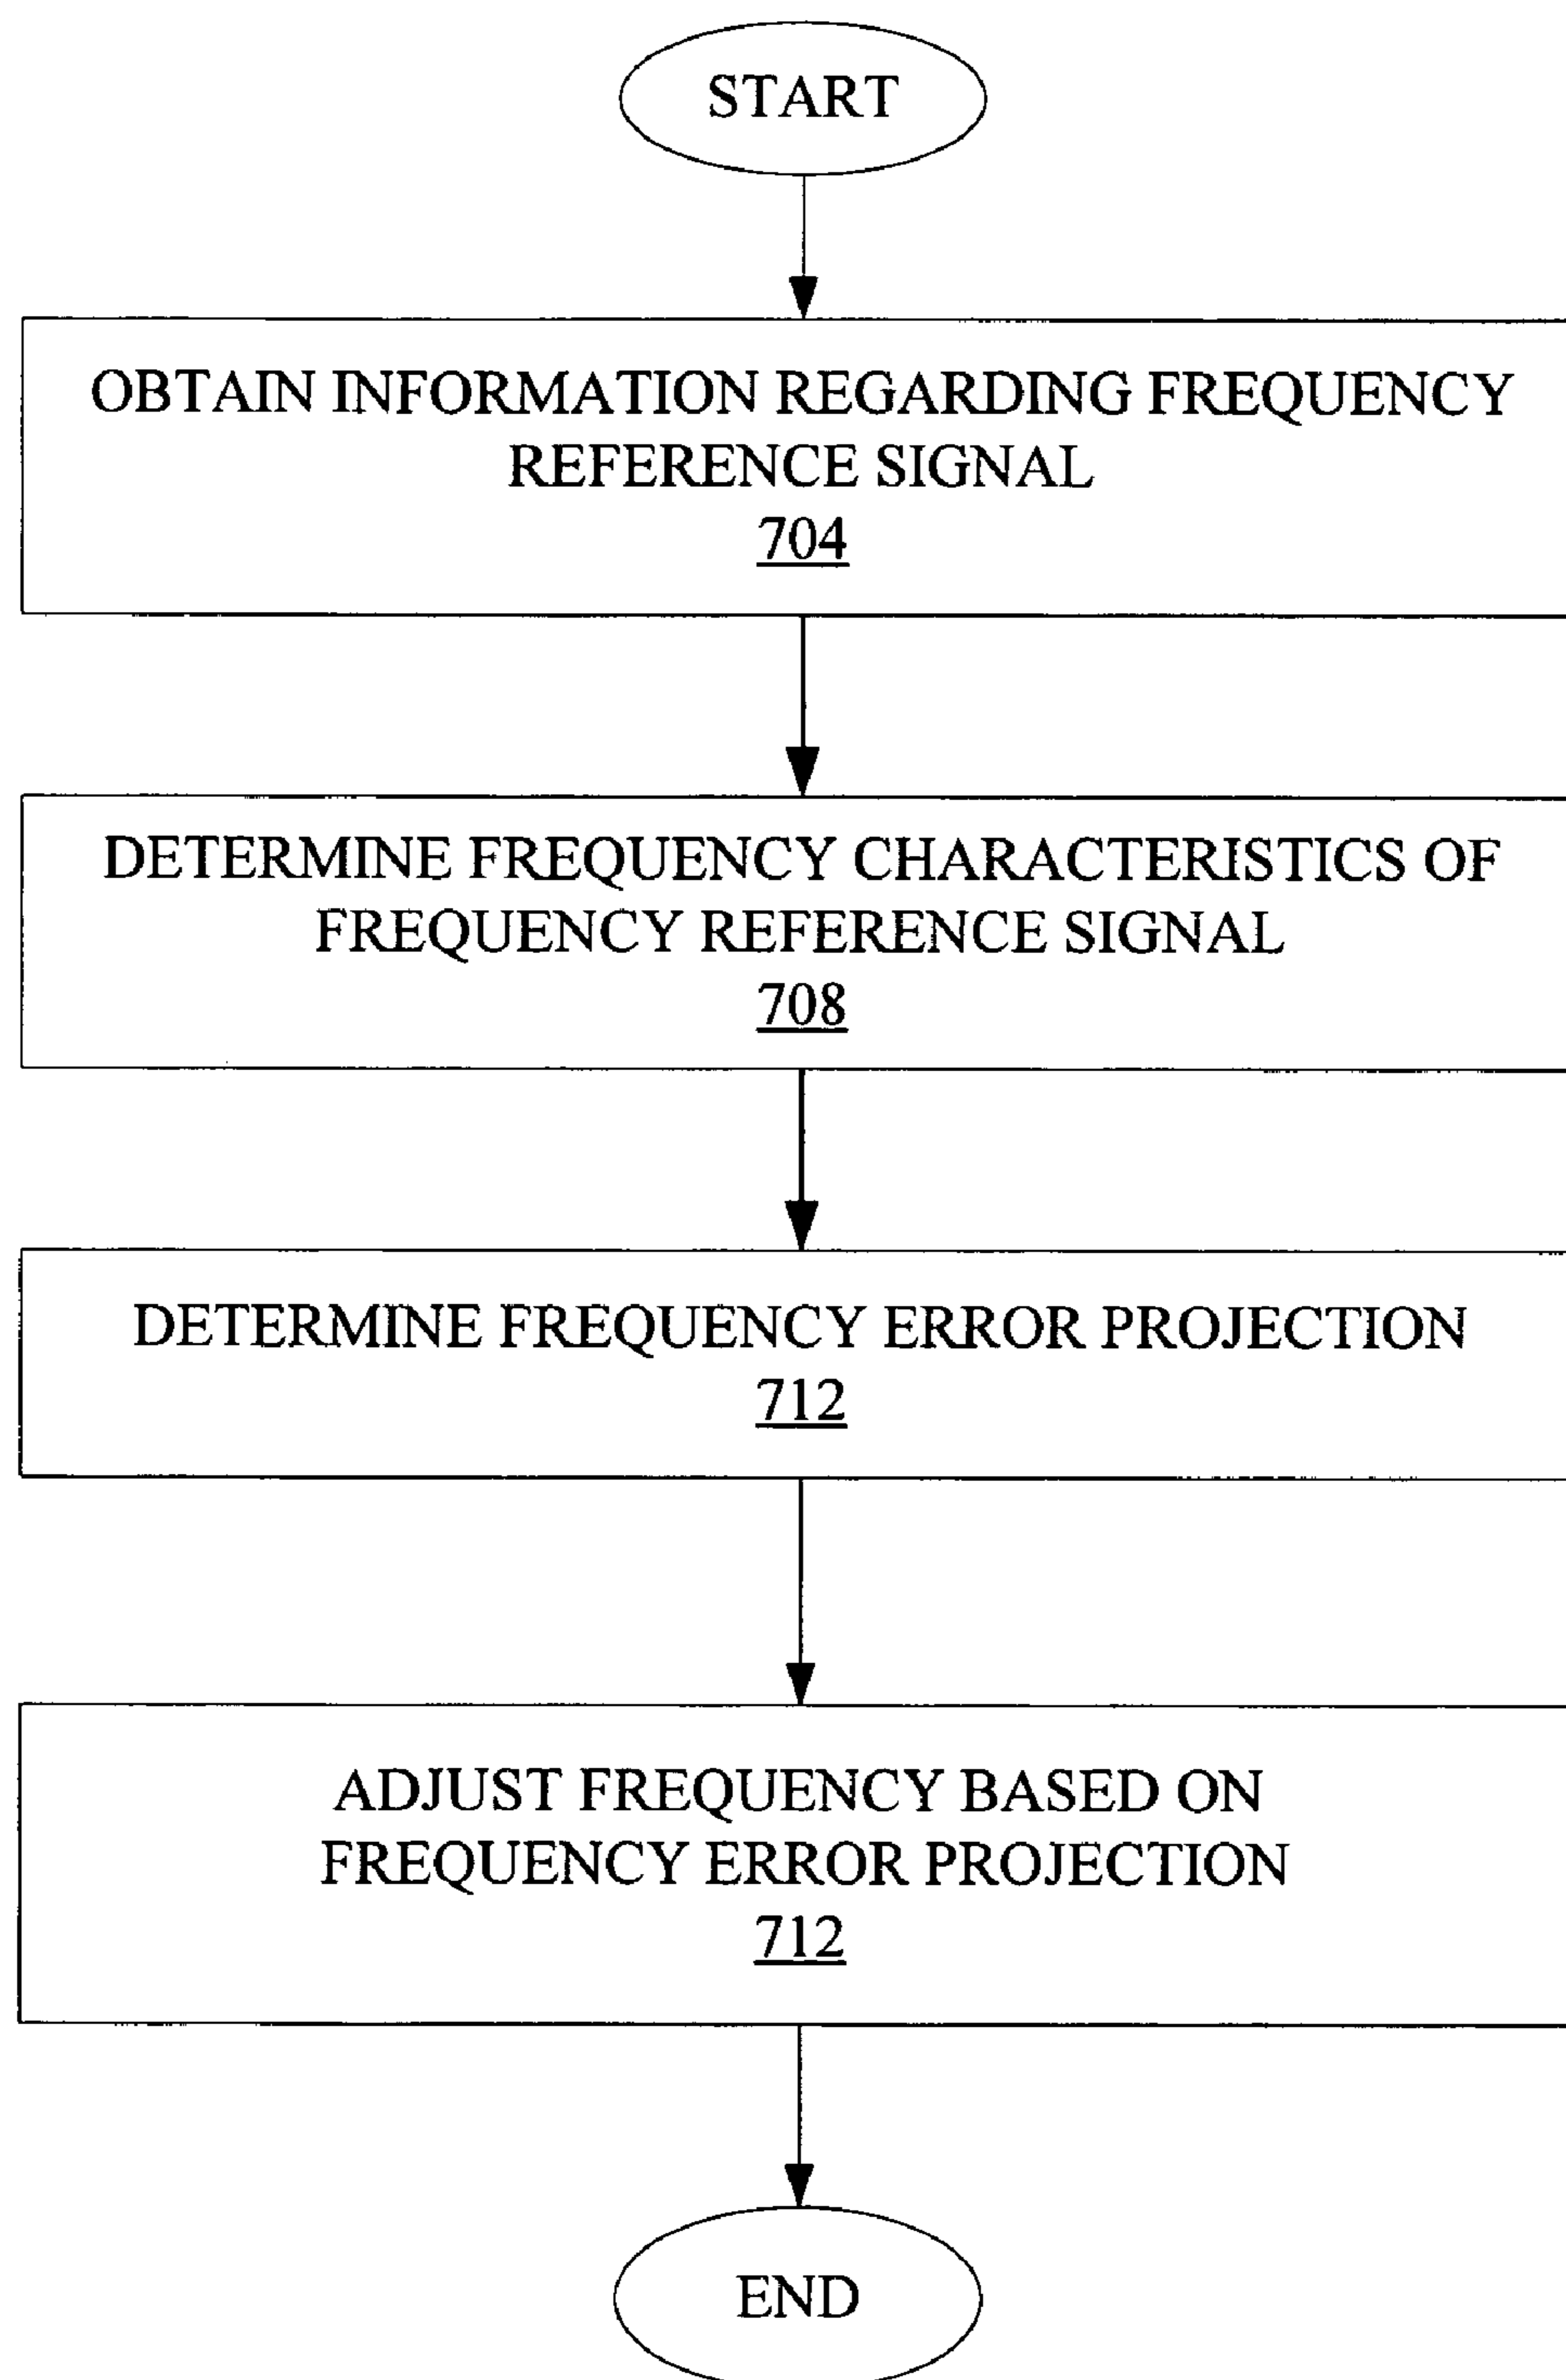 START
OBTAIN INFORMATION REGARDING FREQUENCY
REFERENCE SIGNAL
704
DETERMINE FREQUENCY CHARACTERISTICS OF
FREQUENCY REFERENCE SIGNAL
708
DETERMINE FREQUENCY ERROR PROJECTION
712
ADJUST FREQUENCY BASED ON
FREQUENCY ERROR PROJECTION
712
END